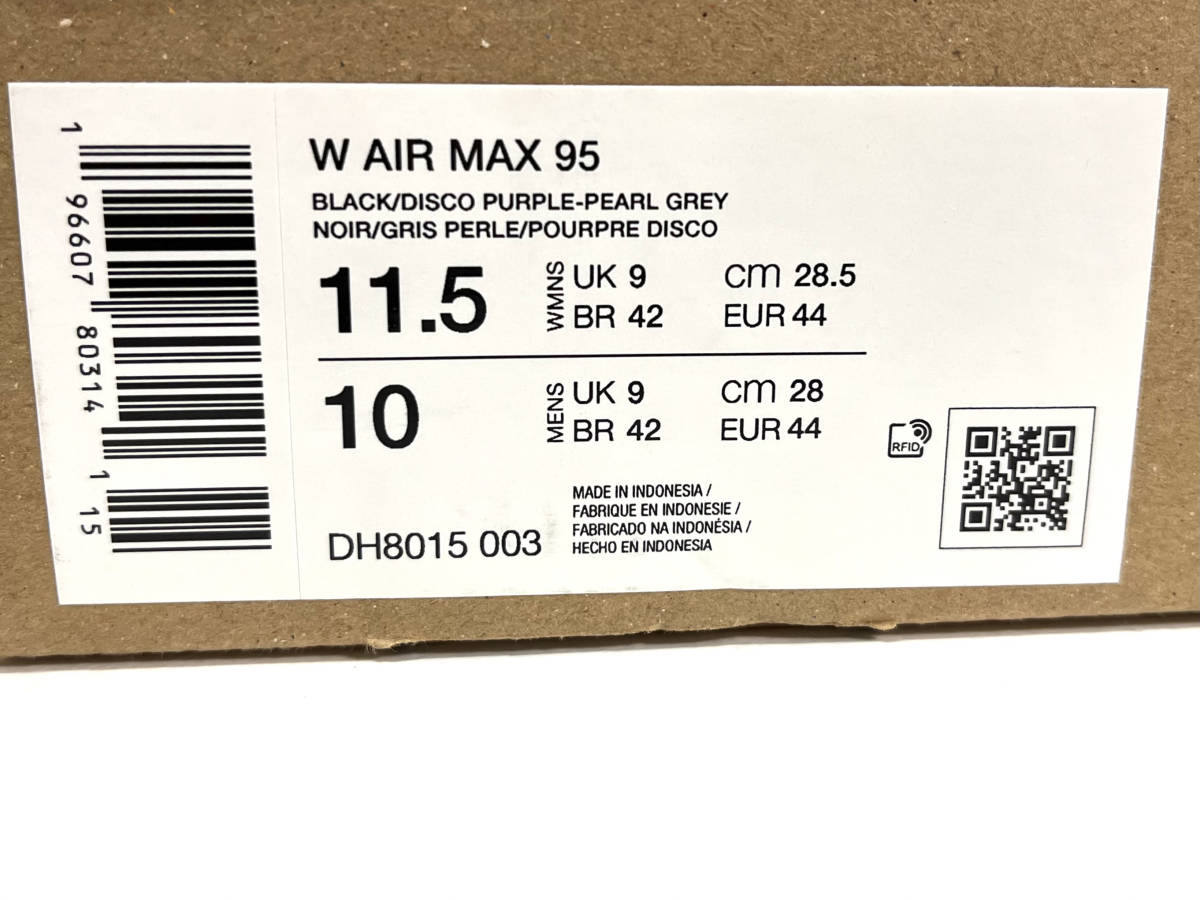 W AIR MAX 95
BLACK/DISCO PURPLE-PEARL GREY
NOIR/GRIS PERLE/POURPRE DISCO
11.5
WMNS
UK 9
CM 28.5
BR 42
EUR 44
10
MENS
UK 9
CM 28
BR 42
EUR 44
RFID
DH8015 003
MADE IN INDONESIA /
FABRIQUE EN INDONESIE /
FABRICADO NA INDONÉSIA /
HECHO EN INDONESIA
1 96607 80314 1 15